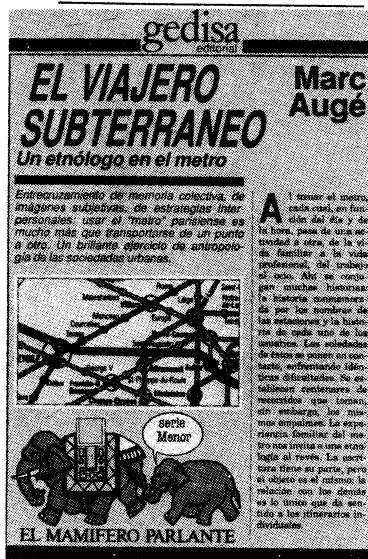 gedisa
editorial
EL VIAJERO
SUBTERRANEO
Un etnólogo en el metro
Marc
Augé
Entrecruzamiento de memoria colectiva, de
imágenes subjetivas, de estrategias inter-
personales, usar el "metro" parisiense es
mucho más que transportarse de un punto
a otro. Un brillante ejercicio de antropolo-
gía de las sociedades urbanas.
Al tomar el metro,
cada cual, en fun-
ción del día y de
la hora, pasa de una ac-
tividad a otra, de la vi-
da familiar a la vida
profesional, del trabajo
al ocio. Ahí se conju-
gan muchas historias:
la historia conmemora-
da por los nombres de
las estaciones y la histo-
ria de cada uno de los
usuarios. Las soledades
de éstos se ponen en con-
tacto, enfrentando idén-
ticas dificultades. Se es-
tablecen centenares de
recorridos que toman,
sin embargo, los mis-
mos empalmes. La expe-
riencia familiar del me-
tro nos invita a una etno-
logía al revés. La escri-
tura tiene su parte, pero
el objeto es el mismo: la
relación con los demás
es lo único que da sen-
tido a los itinerarios in-
dividuales.
Rome
Liège
Europe
Courcelles
George V
serie
Menor
EL MAMIFERO PARLANTE